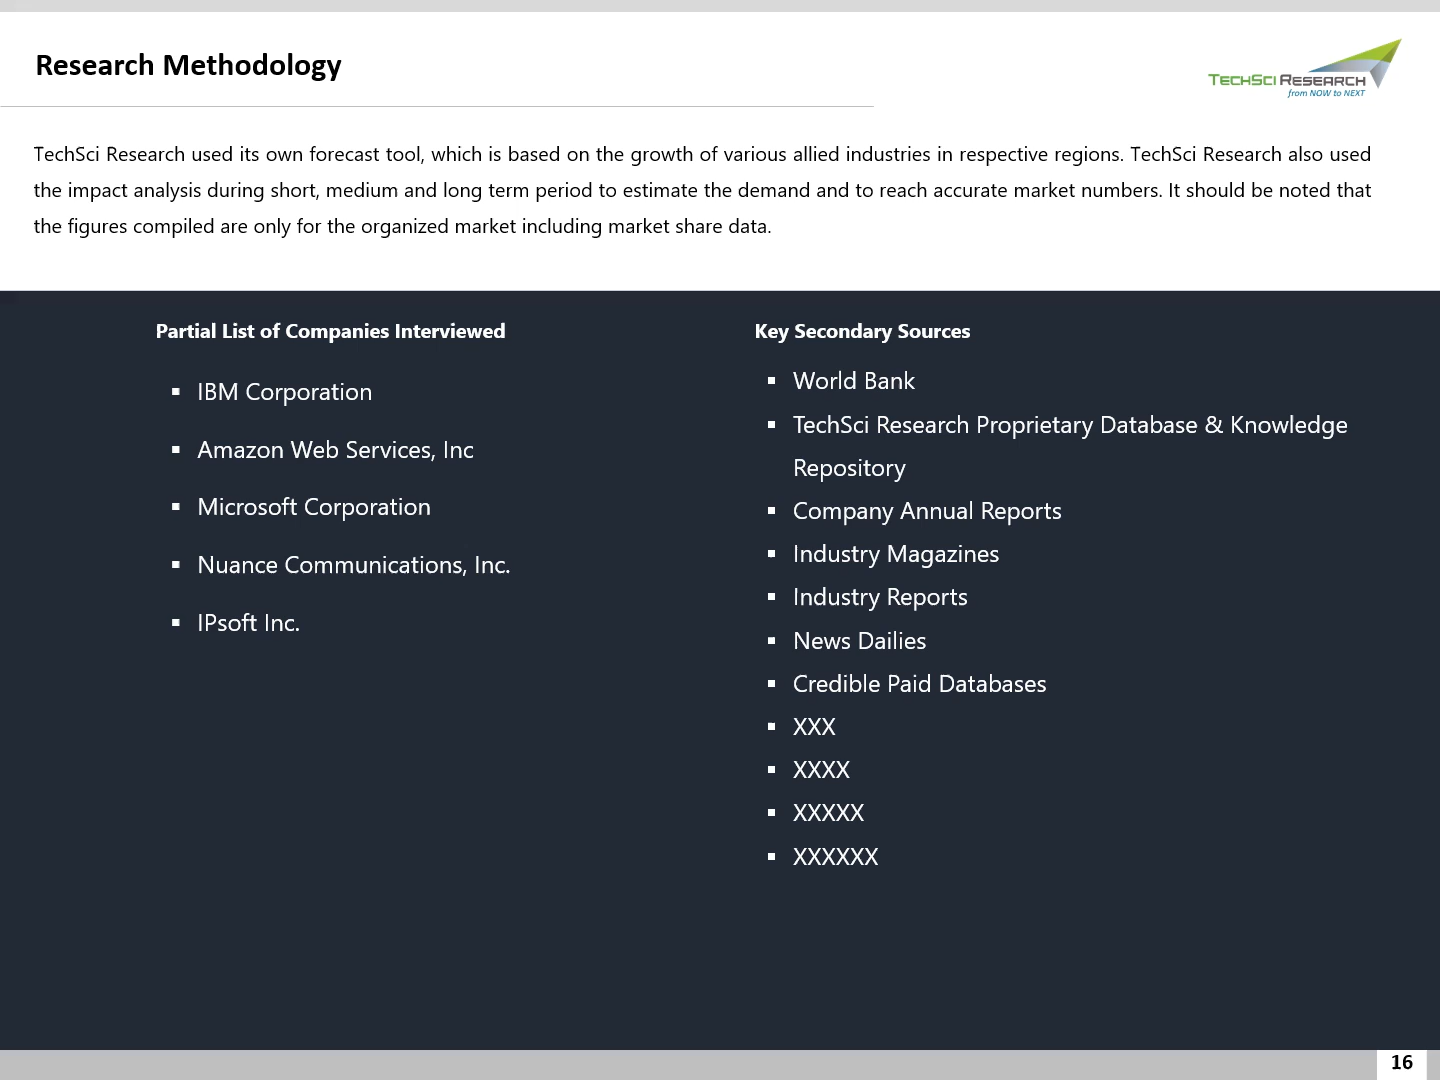 Research Methodology
TECHSCI RESEARCH
from NOW to NEXT
TechSci Research used its own forecast tool, which is based on the growth of various allied industries in respective regions. TechSci Research also used
the impact analysis during short, medium and long term period to estimate the demand and to reach accurate market numbers. It should be noted that
the figures compiled are only for the organized market including market share data.
Partial List of Companies Interviewed
▪ IBM Corporation
▪ Amazon Web Services, Inc
▪ Microsoft Corporation
▪ Nuance Communications, Inc.
▪ IPsoft Inc.
Key Secondary Sources
▪ World Bank
▪ TechSci Research Proprietary Database & Knowledge
Repository
▪ Company Annual Reports
▪ Industry Magazines
▪ Industry Reports
▪ News Dailies
▪ Credible Paid Databases
▪ XXX
▪ XXXX
▪ XXXXX
▪ XXXXXX
16